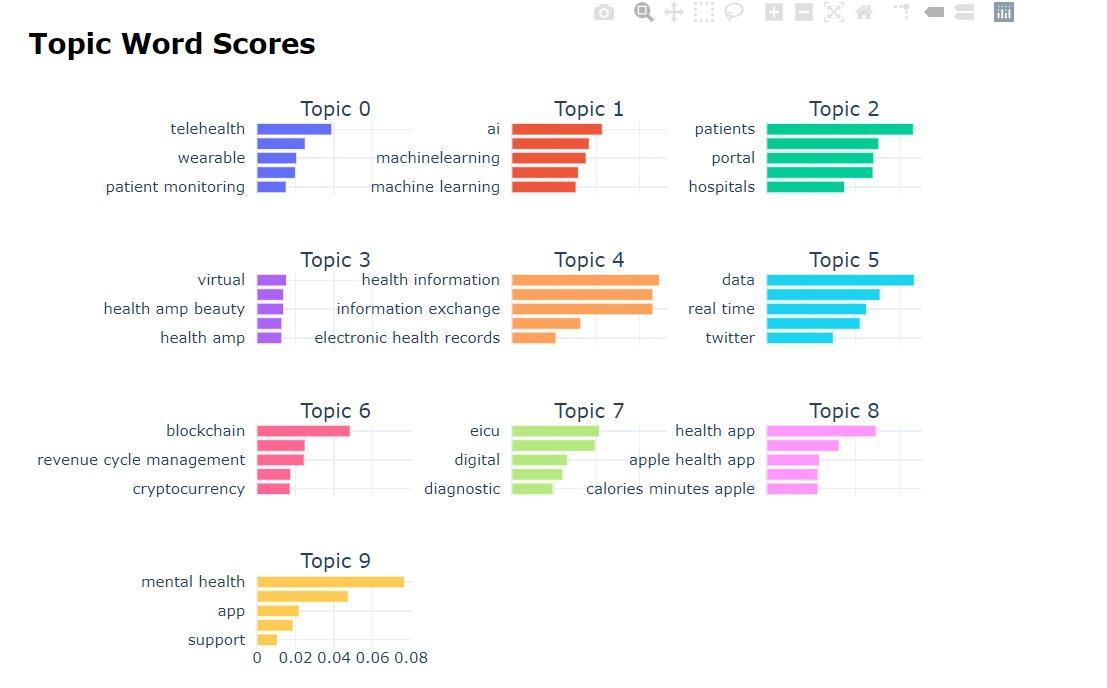 Topic Word Scores
Topic 0
telehealth
wearable
patient monitoring
Topic 1
ai
machinelearning
machine learning
Topic 2
patients
portal
hospitals
Topic 3
virtual
health amp beauty
health amp
Topic 4
health information
information exchange
electronic health records
Topic 5
data
real time
twitter
Topic 6
blockchain
revenue cycle management
cryptocurrency
Topic 7
eicu
digital
diagnostic
Topic 8
health app
apple health app
calories minutes apple
Topic 9
mental health
app
support
0 0.02 0.04 0.06 0.08